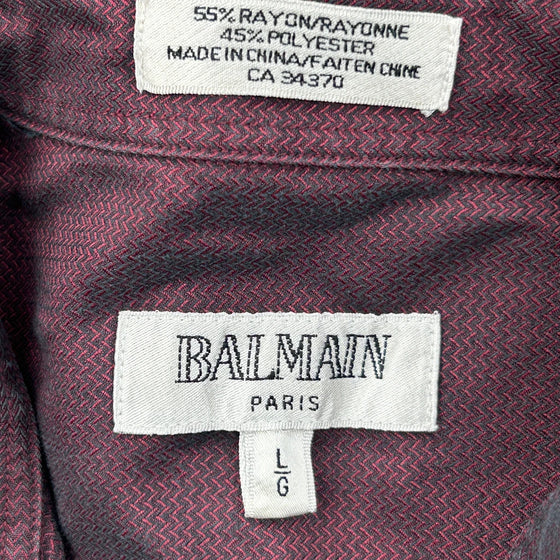 55% RAYON/RAYONNE
45% POLYESTER
MADE IN CHINA/FAIT EN CHINE
CA 34370
BALMAIN
PARIS
L
G